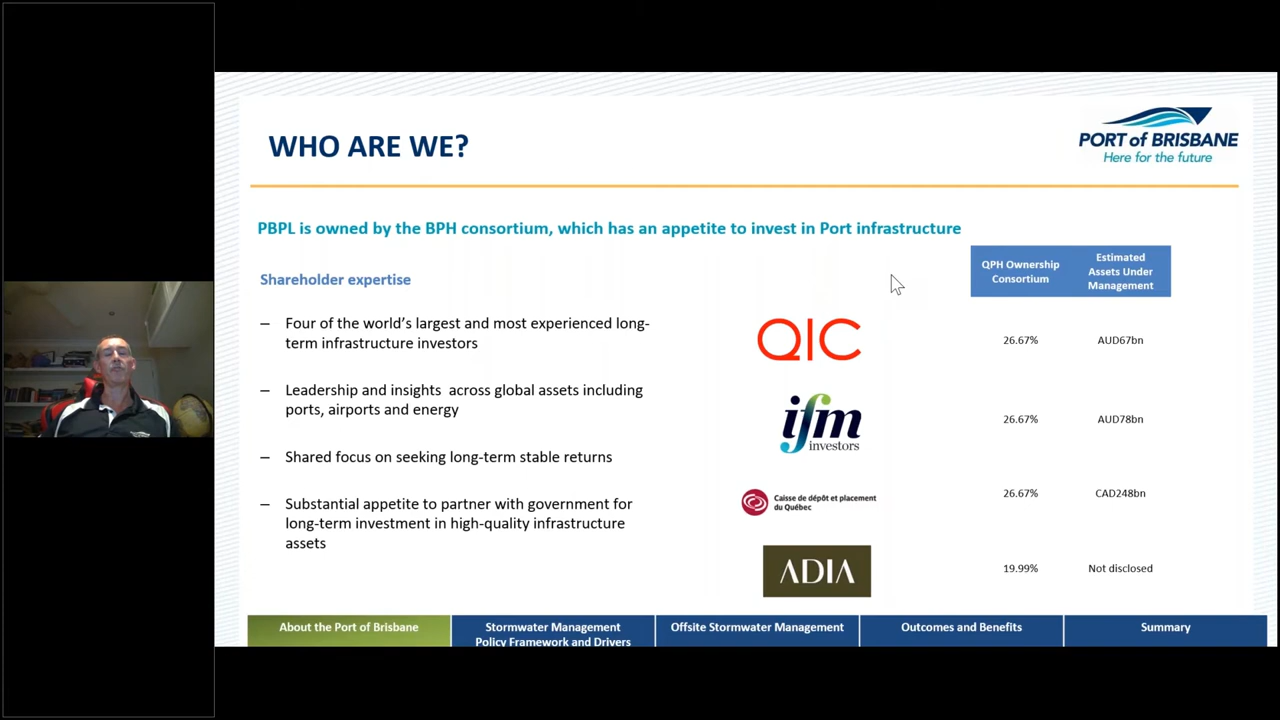 WHO ARE WE?
PORT of BRISBANE
Here for the future
PBPL is owned by the BPH consortium, which has an appetite to invest in Port infrastructure
Shareholder expertise
– Four of the world's largest and most experienced long-
term infrastructure investors
– Leadership and insights across global assets including
ports, airports and energy
– Shared focus on seeking long-term stable returns
– Substantial appetite to partner with government for
long-term investment in high-quality infrastructure
assets
QPH Ownership
Consortium
Estimated
Assets Under
Management
QIC
26.67%
AUD67bn
ifm
investors
26.67%
AUD78bn
Caisse de dépôt et placement
du Québec
26.67%
CAD248bn
ADIA
19.99%
Not disclosed
About the Port of Brisbane
Stormwater Management
Policy Framework and Drivers
Offsite Stormwater Management
Outcomes and Benefits
Summary